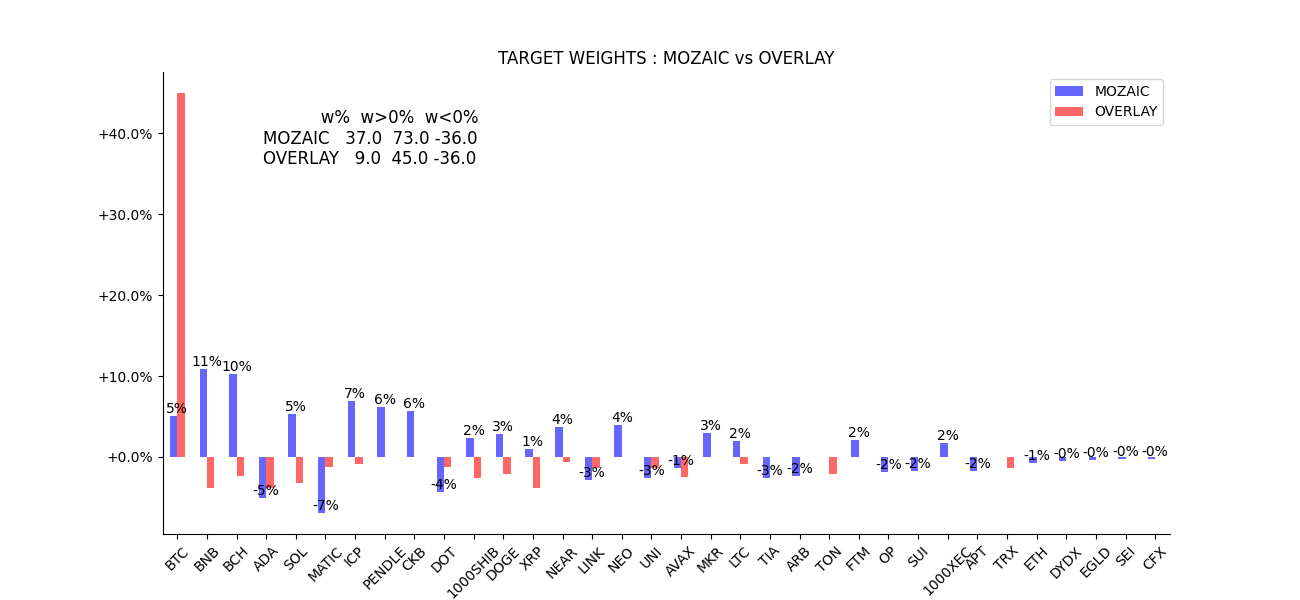 TARGET WEIGHTS : MOZAIC vs OVERLAY
MOZAIC
OVERLAY
w% w>0% w<0%
MOZAIC 37.0 73.0 -36.0
OVERLAY 9.0 45.0 -36.0
+40.0%
+30.0%
+20.0%
+10.0%
+0.0%
5%
11%
10%
-5%
5%
-7%
7%
6%
6%
-4%
2%
3%
1%
4%
-3%
4%
-3%
-1%
3%
2%
-3%
-2%
2%
-2%
-2%
2%
-2%
-1%
-0%
-0%
-0%
-0%
BTC
BNB
BCH
ADA
SOL
MATIC
ICP
PENDLE
CKB
DOT
1000SHIB
DOGE
XRP
NEAR
LINK
NEO
UNI
AVAX
MKR
LTC
TIA
ARB
TON
FTM
OP
SUI
1000XEC
APT
TRX
ETH
DYDX
EGLD
SEI
CFX